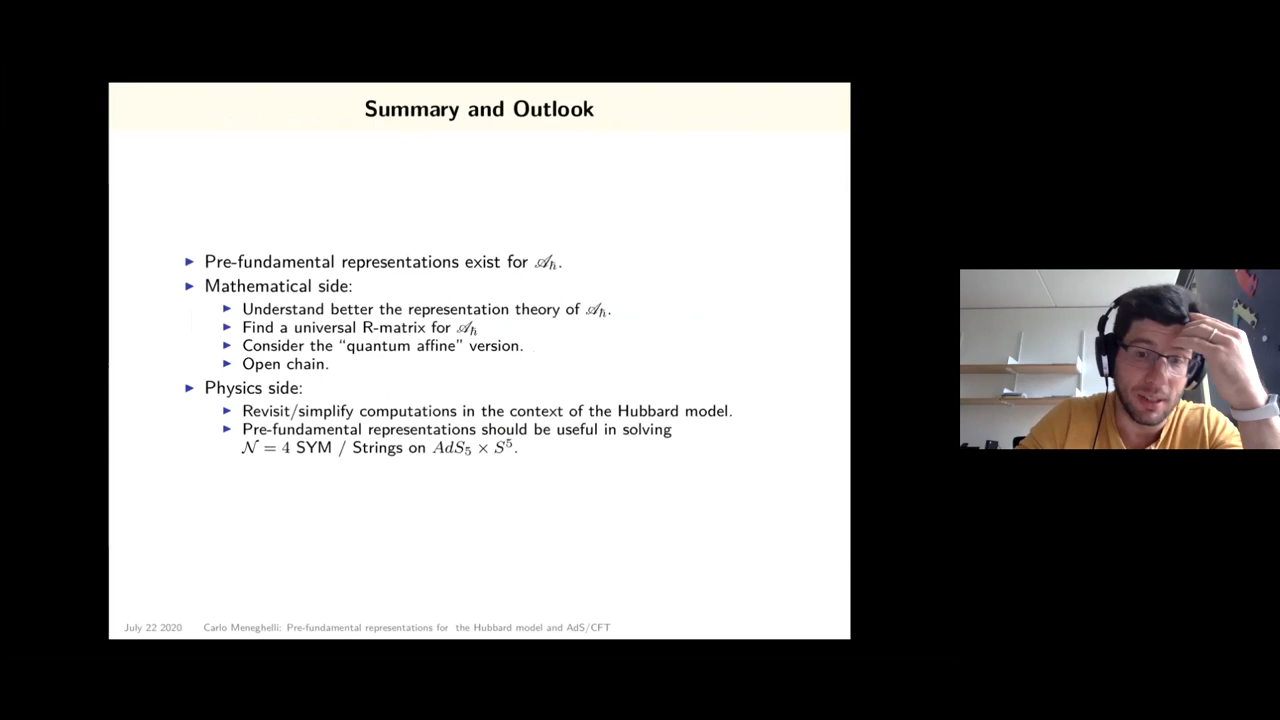 Summary and Outlook
▶ Pre-fundamental representations exist for 𝒜ℏ.
▶ Mathematical side:
▶ Understand better the representation theory of 𝒜ℏ.
▶ Find a universal R-matrix for 𝒜ℏ
▶ Consider the “quantum affine” version.
▶ Open chain.
▶ Physics side:
▶ Revisit/simplify computations in the context of the Hubbard model.
▶ Pre-fundamental representations should be useful in solving
𝒩 = 4 SYM / Strings on AdS₅ × S⁵.
July 22 2020 Carlo Meneghelli: Pre-fundamental representations for the Hubbard model and AdS/CFT